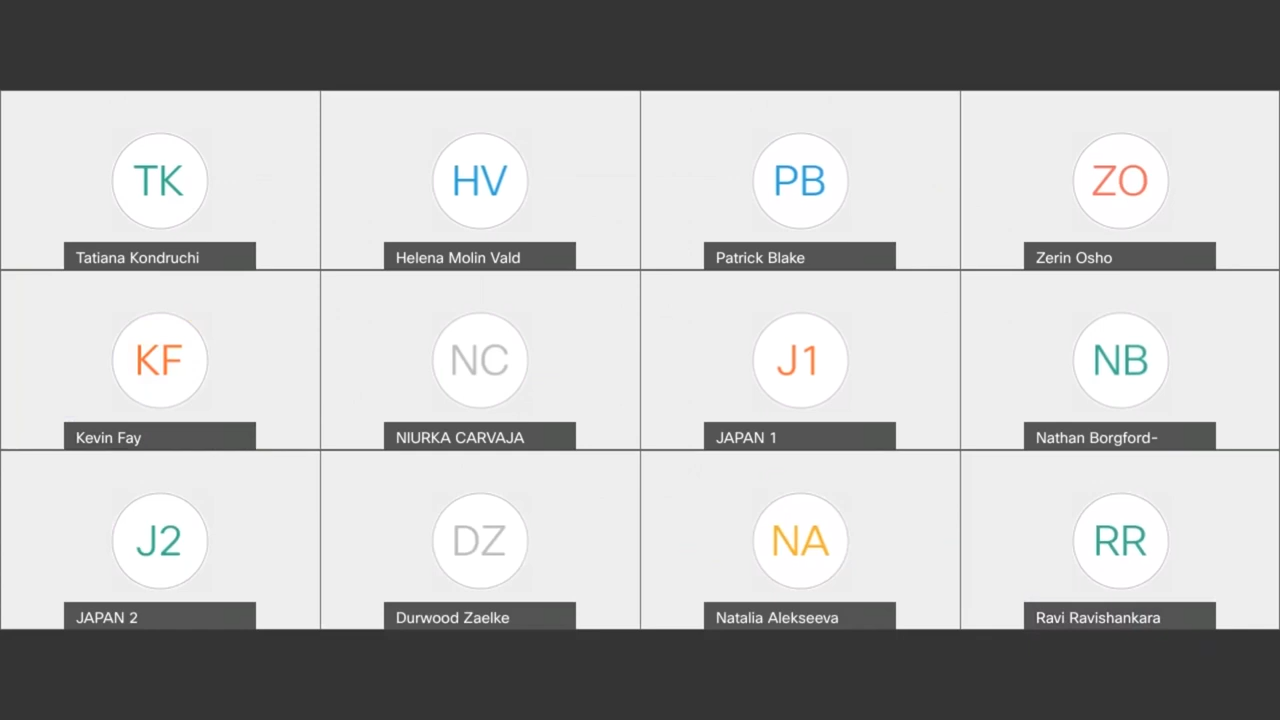 TK
HV
PB
ZO
Tatiana Kondruchi
Helena Molin Vald
Patrick Blake
Zerin Osho
KF
NC
J1
NB
Kevin Fay
NIURKA CARVAJA
JAPAN 1
Nathan Borgford-
J2
DZ
NA
RR
JAPAN 2
Durwood Zaelke
Natalia Alekseeva
Ravi Ravishankara